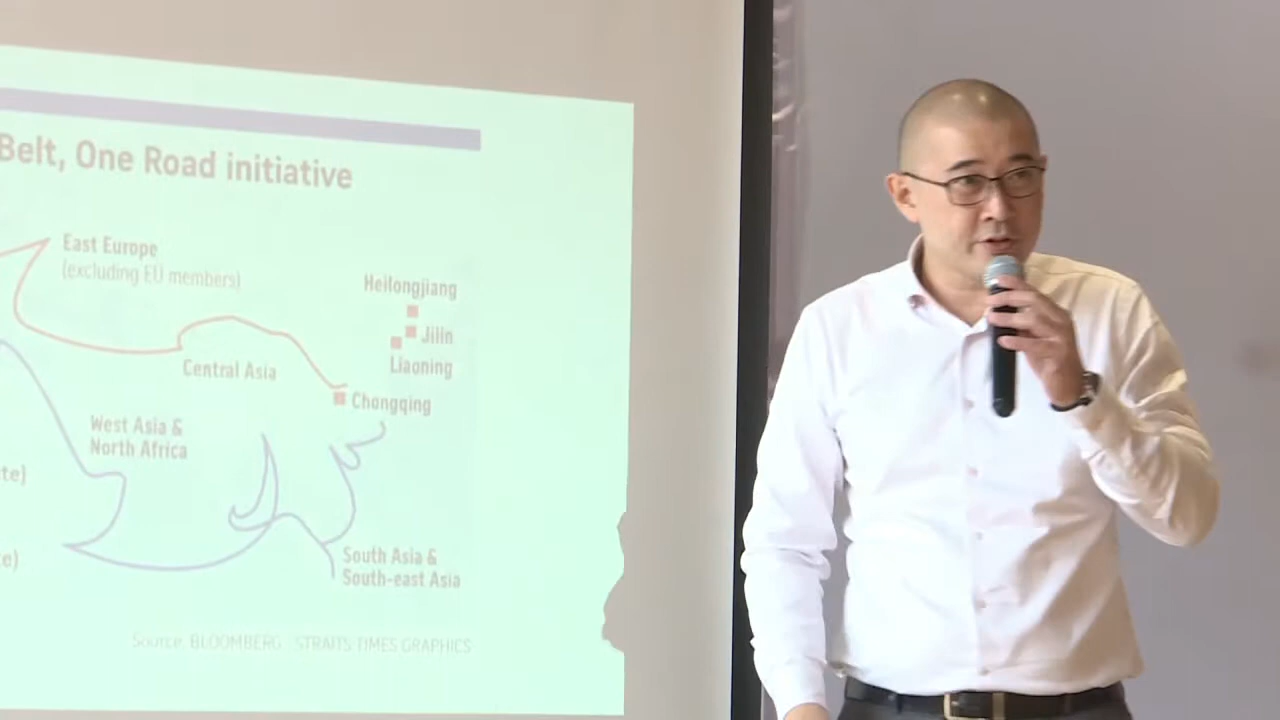 Belt, One Road initiative
East Europe
(excluding EU members)
Heilongjiang
Jilin
Liaoning
Central Asia
Chongqing
West Asia &
North Africa
te)
South Asia &
South-east Asia
e)
Source: BLOOMBERG STRAITS TIMES GRAPHICS